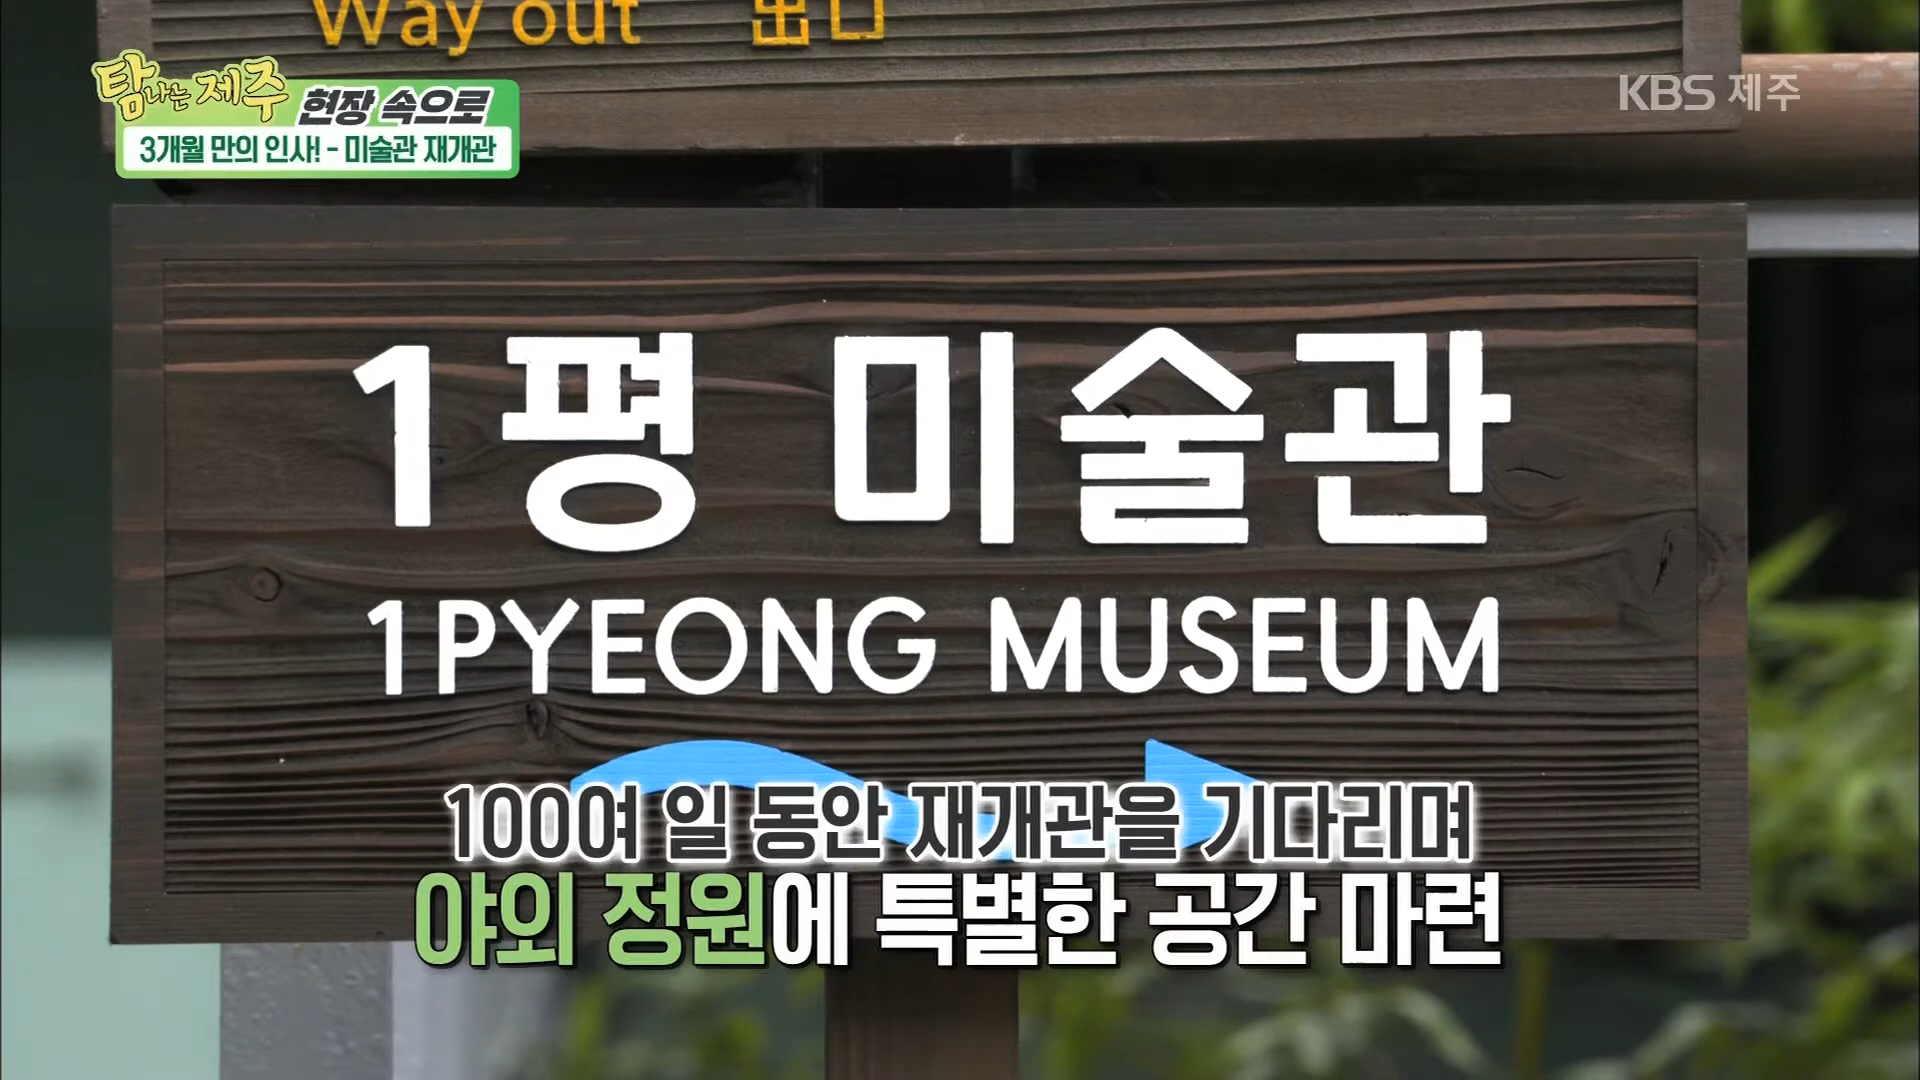 Way out 出口
탐나는 제주 현장 속으로
3개월 만의 인사! - 미술관 재개관
KBS 제주
1평 미술관
1PYEONG MUSEUM
100여 일 동안 재개관을 기다리며
야외 정원에 특별한 공간 마련